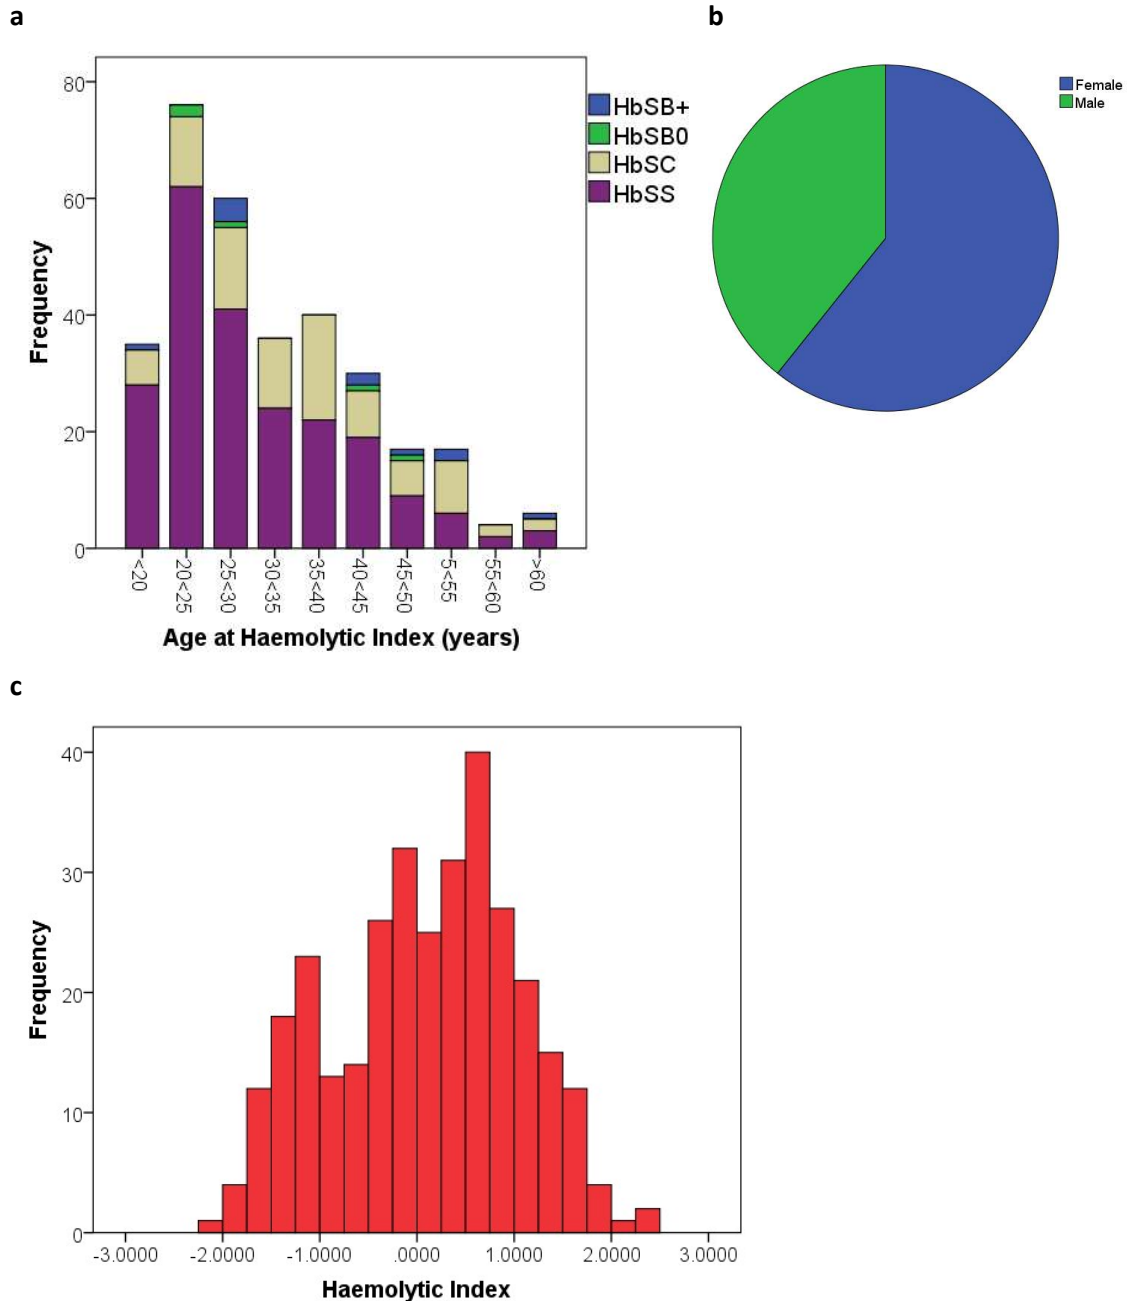 a
b
80
60
40
20
0
Frequency
HbSB+
HbSB0
HbSC
HbSS
<20
20<25
25<30
30<35
35<40
40<45
45<50
5<55
55<60
>60
Age at Haemolytic Index (years)
Female
Male
c
40
30
20
10
0
Frequency
-3.0000 -2.0000 -1.0000 .0000 1.0000 2.0000 3.0000
Haemolytic Index